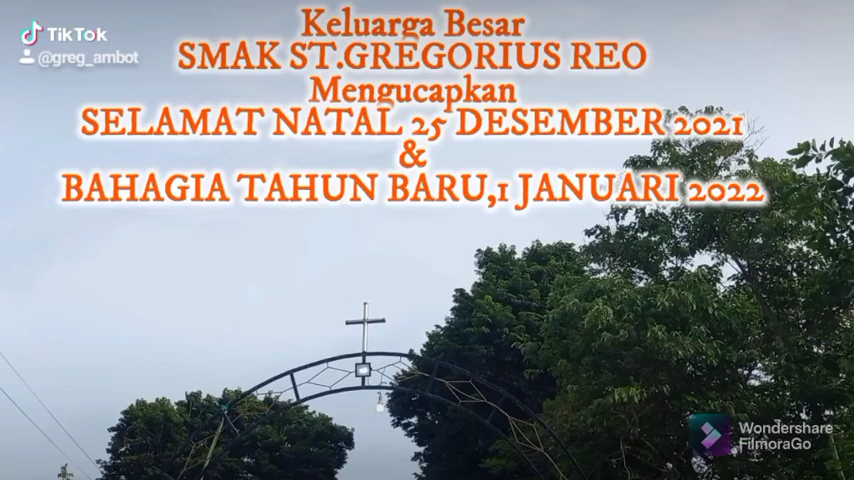 TikTok
@greg_ambot
Keluarga Besar
SMAK ST.GREGORIUS REO
Mengucapkan
SELAMAT NATAL 25 DESEMBER 2021
&
BAHAGIA TAHUN BARU,1 JANUARI 2022
Wondershare
FilmoraGo